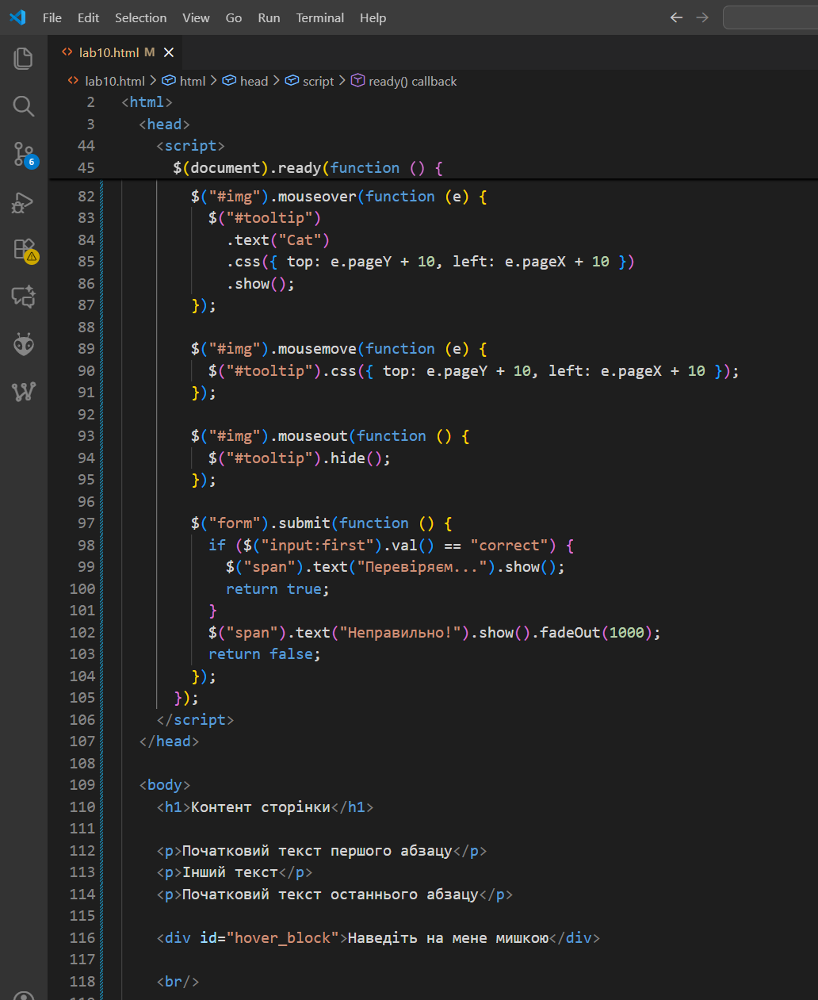 File Edit Selection View Go Run Terminal Help
lab10.html M
lab10.html > html > head > script > ready() callback
2 <html>
3 <head>
44 <script>
45 $(document).ready(function () {
82 $("#img").mouseover(function (e) {
83 $("#tooltip")
84 .text("Cat")
85 .css({ top: e.pageY + 10, left: e.pageX + 10 })
86 .show();
87 });
88
89 $("#img").mousemove(function (e) {
90 $("#tooltip").css({ top: e.pageY + 10, left: e.pageX + 10 });
91 });
92
93 $("#img").mouseout(function () {
94 $("#tooltip").hide();
95 });
96
97 $("form").submit(function () {
98 if ($("input:first").val() == "correct") {
99 $("span").text("Перевіряєм...").show();
100 return true;
101 }
102 $("span").text("Неправильно!").show().fadeOut(1000);
103 return false;
104 });
105 });
106 </script>
107 </head>
108
109 <body>
110 <h1>Контент сторінки</h1>
111
112 <p>Початковий текст першого абзацу</p>
113 <p>Інший текст</p>
114 <p>Початковий текст останнього абзацу</p>
115
116 <div id="hover_block">Наведіть на мене мишкою</div>
117
118 <br/>
6